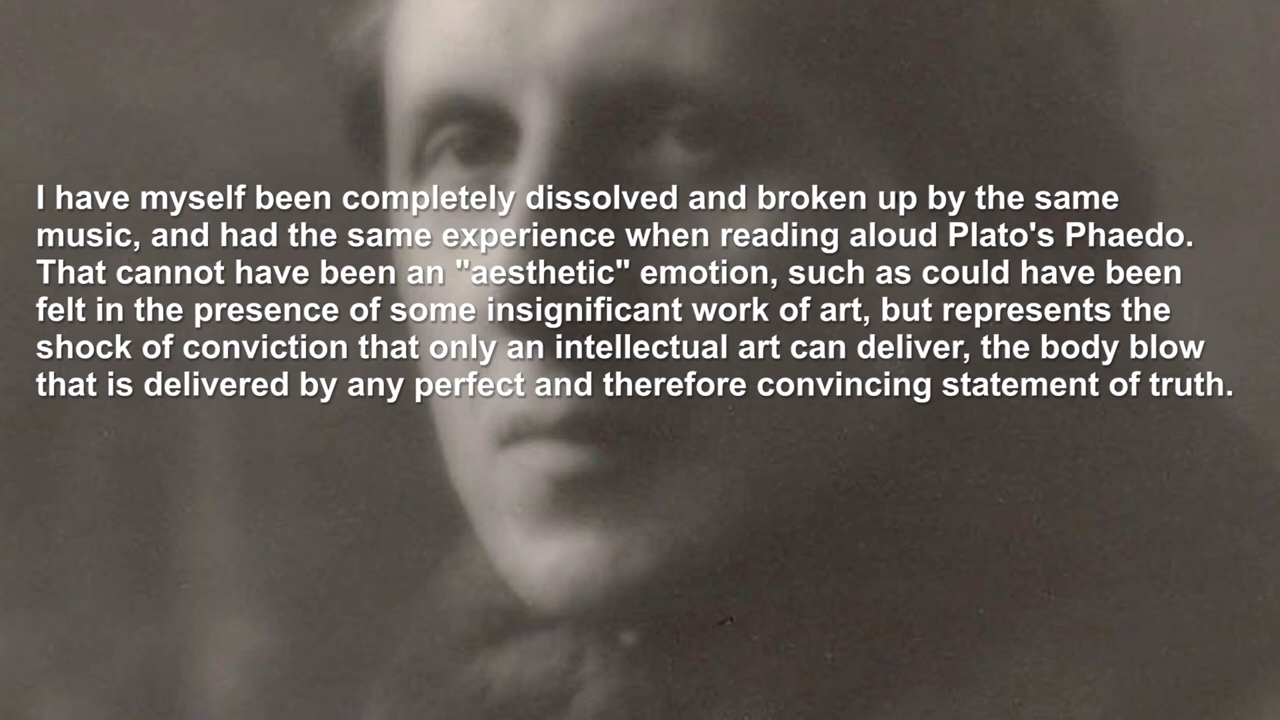 I have myself been completely dissolved and broken up by the same
music, and had the same experience when reading aloud Plato's Phaedo.
That cannot have been an "aesthetic" emotion, such as could have been
felt in the presence of some insignificant work of art, but represents the
shock of conviction that only an intellectual art can deliver, the body blow
that is delivered by any perfect and therefore convincing statement of truth.